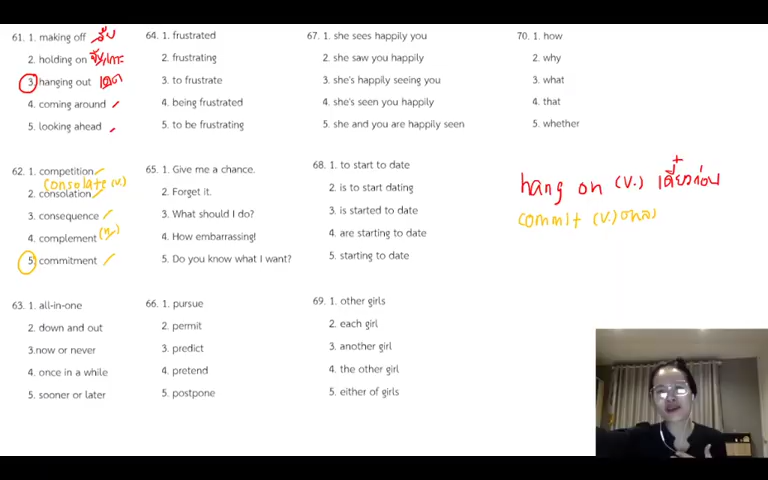 61. 1. making off
2. holding on
3. hanging out
4. coming around
5. looking ahead
62. 1. competition
consolate (v.)
2. consolation
3. consequence
4. complement (n.)
5. commitment
63. 1. all-in-one
2. down and out
3.now or never
4. once in a while
5. sooner or later
64. 1. frustrated
2. frustrating
3. to frustrate
4. being frustrated
5. to be frustrating
65. 1. Give me a chance.
2. Forget it.
3. What should I do?
4. How embarrassing!
5. Do you know what I want?
66. 1. pursue
2. permit
3. predict
4. pretend
5. postpone
67. 1. she sees happily you
2. she saw you happily
3. she's happily seeing you
4. she's seen you happily
5. she and you are happily seen
68. 1. to start to date
2. is to start dating
3. is started to date
4. are starting to date
5. starting to date
69. 1. other girls
2. each girl
3. another girl
4. the other girl
5. either of girls
70. 1. how
2. why
3. what
4. that
5. whether
hang on (v.) เดี๋ยวก่อน
commit (v.) ตกลง